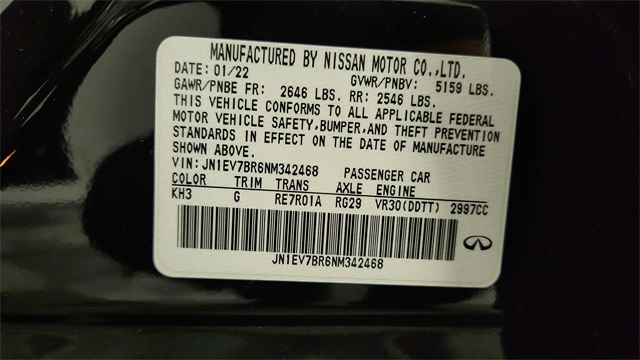 MANUFACTURED BY NISSAN MOTOR CO.,LTD.
DATE: 01/22 GVWR/PNBV: 5159 LBS.
GAWR/PNBE FR: 2646 LBS. RR: 2546 LBS.
THIS VEHICLE CONFORMS TO ALL APPLICABLE FEDERAL
MOTOR VEHICLE SAFETY,BUMPER,AND THEFT PREVENTION
STANDARDS IN EFFECT ON THE DATE OF MANUFACTURE
SHOWN ABOVE.
VIN: JN1EV7BR6NM342468 PASSENGER CAR
COLOR TRIM TRANS AXLE ENGINE
KH3 G RE7R01A RG29 VR30(DDTT) 2997CC
JN1EV7BR6NM342468